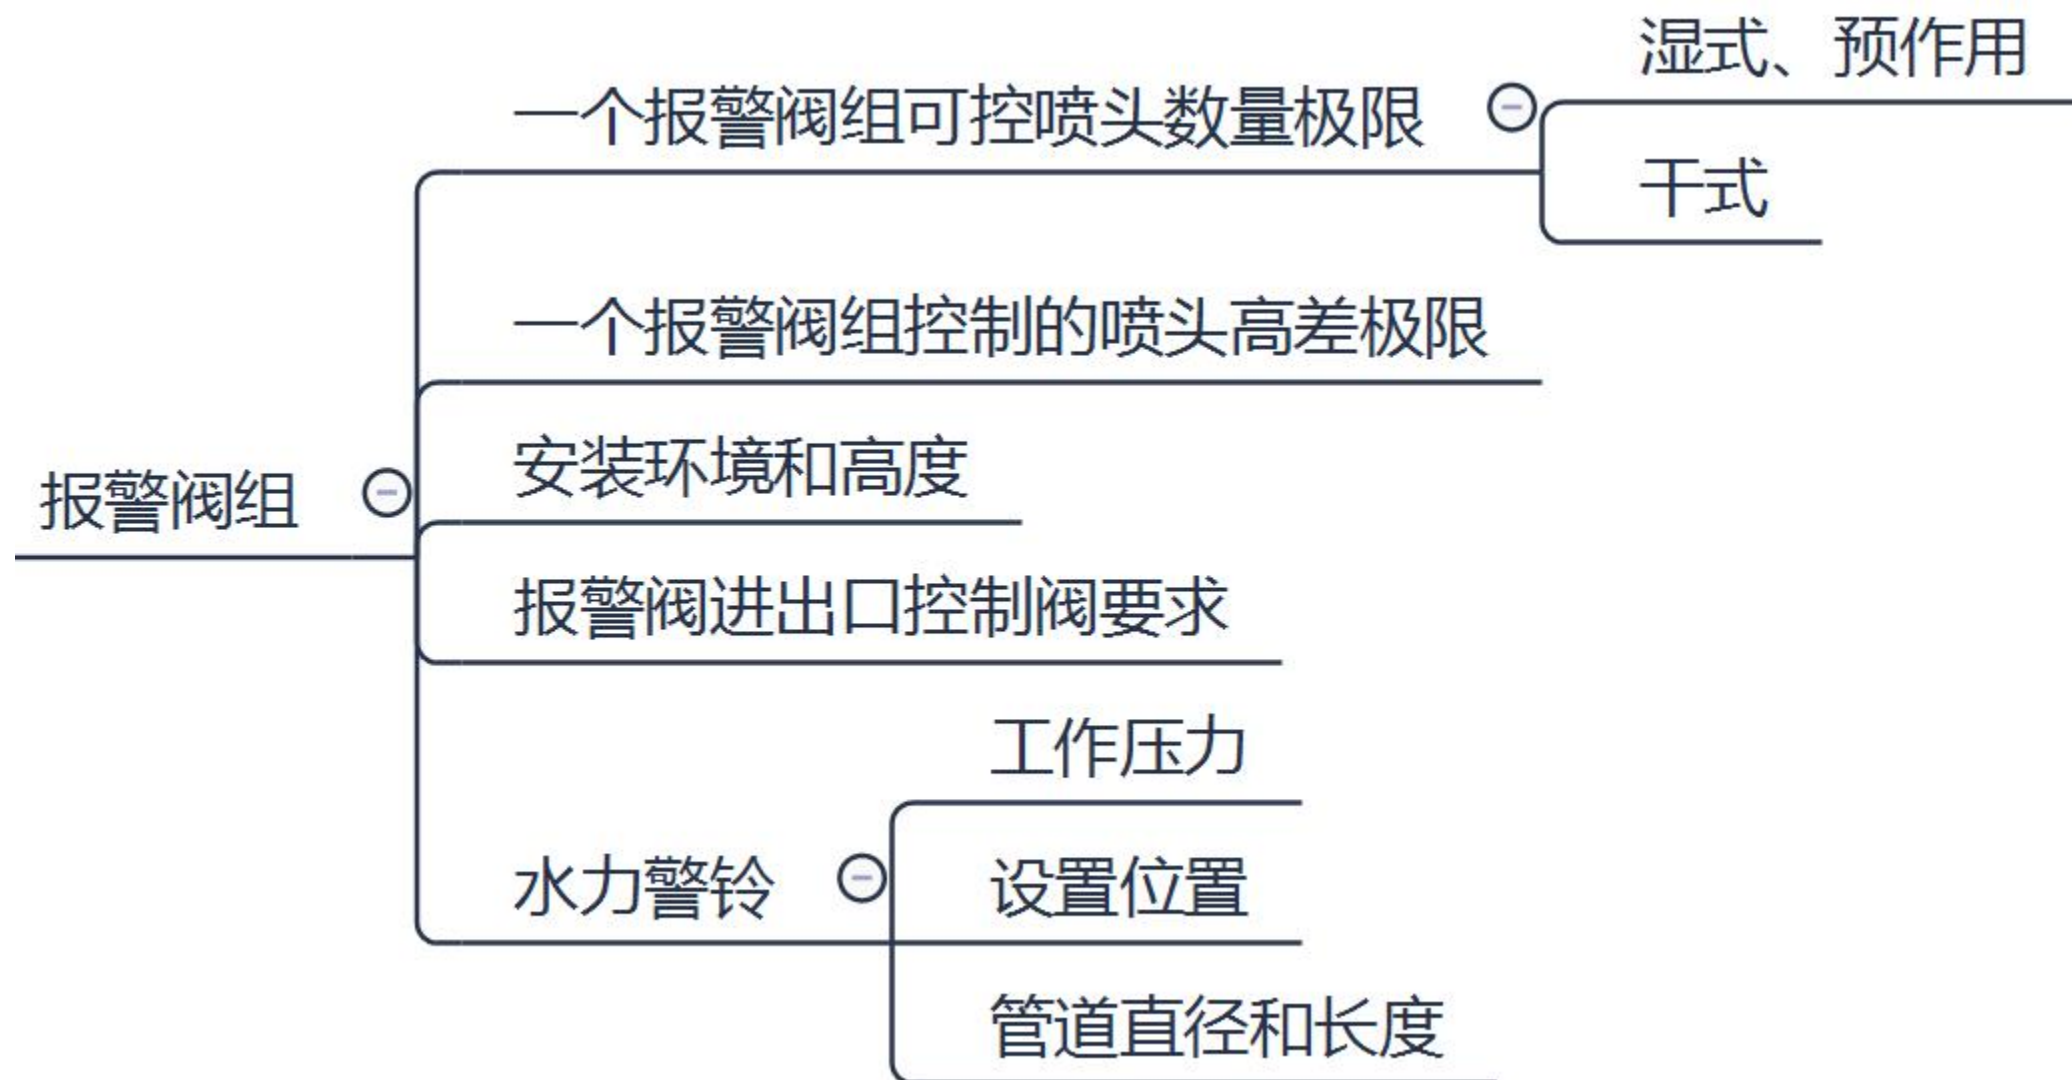 湿式、预作用
一个报警阀组可控喷头数量极限
干式
一个报警阀组控制的喷头高差极限
安装环境和高度
报警阀组
报警阀进出口控制阀要求
工作压力
水力警铃
设置位置
管道直径和长度